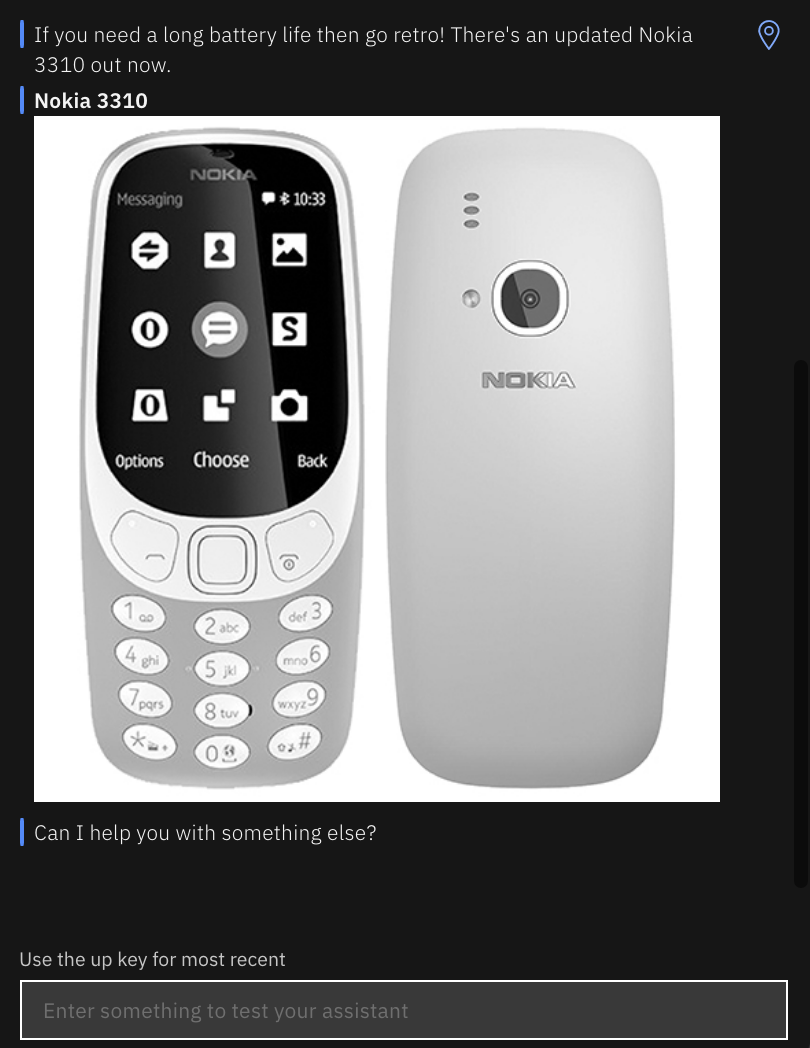 If you need a long battery life then go retro! There's an updated Nokia
3310 out now.
Nokia 3310
NOKIA
Messaging 10:33
Options Choose Back
NOKIA
1
2 abc
def 3
4 ghi
5 jkl
mno 6
7 pqrs
8 tuv
wxyz 9
*
0
#
Can I help you with something else?
Use the up key for most recent
Enter something to test your assistant